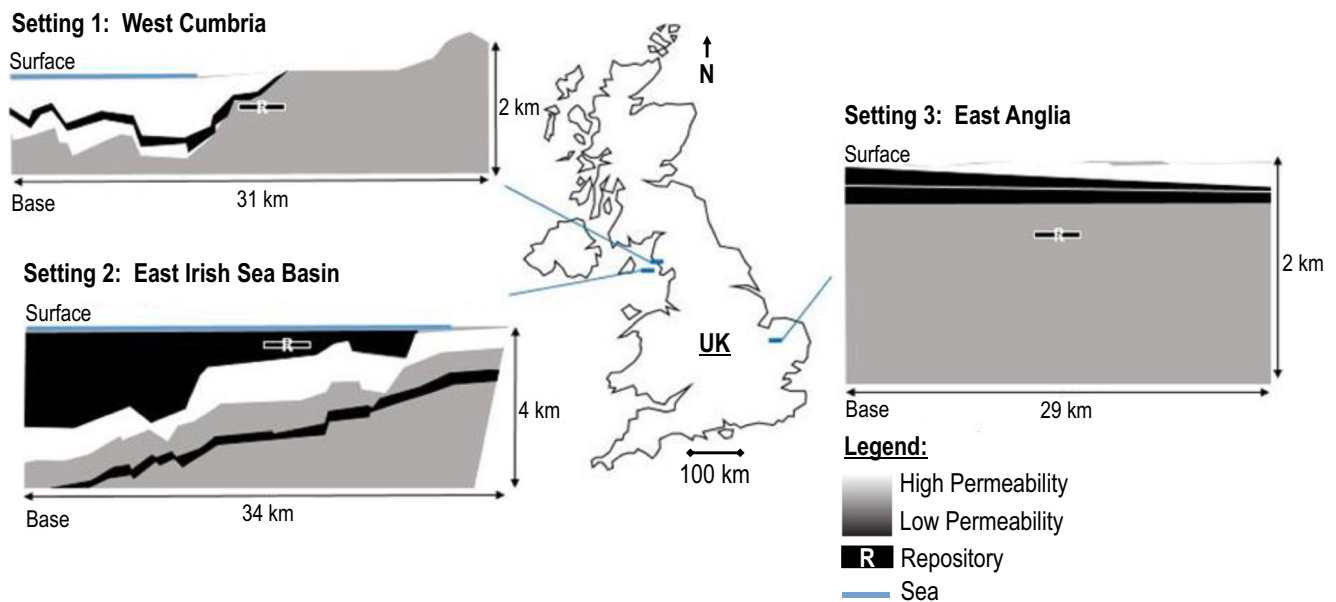 Setting 1: West Cumbria
Surface
R
2 km
31 km
Base
Setting 2: East Irish Sea Basin
Surface
R
4 km
34 km
Base
N
UK
100 km
Setting 3: East Anglia
Surface
R
2 km
Base
29 km
Legend:
High Permeability
Low Permeability
R Repository
Sea